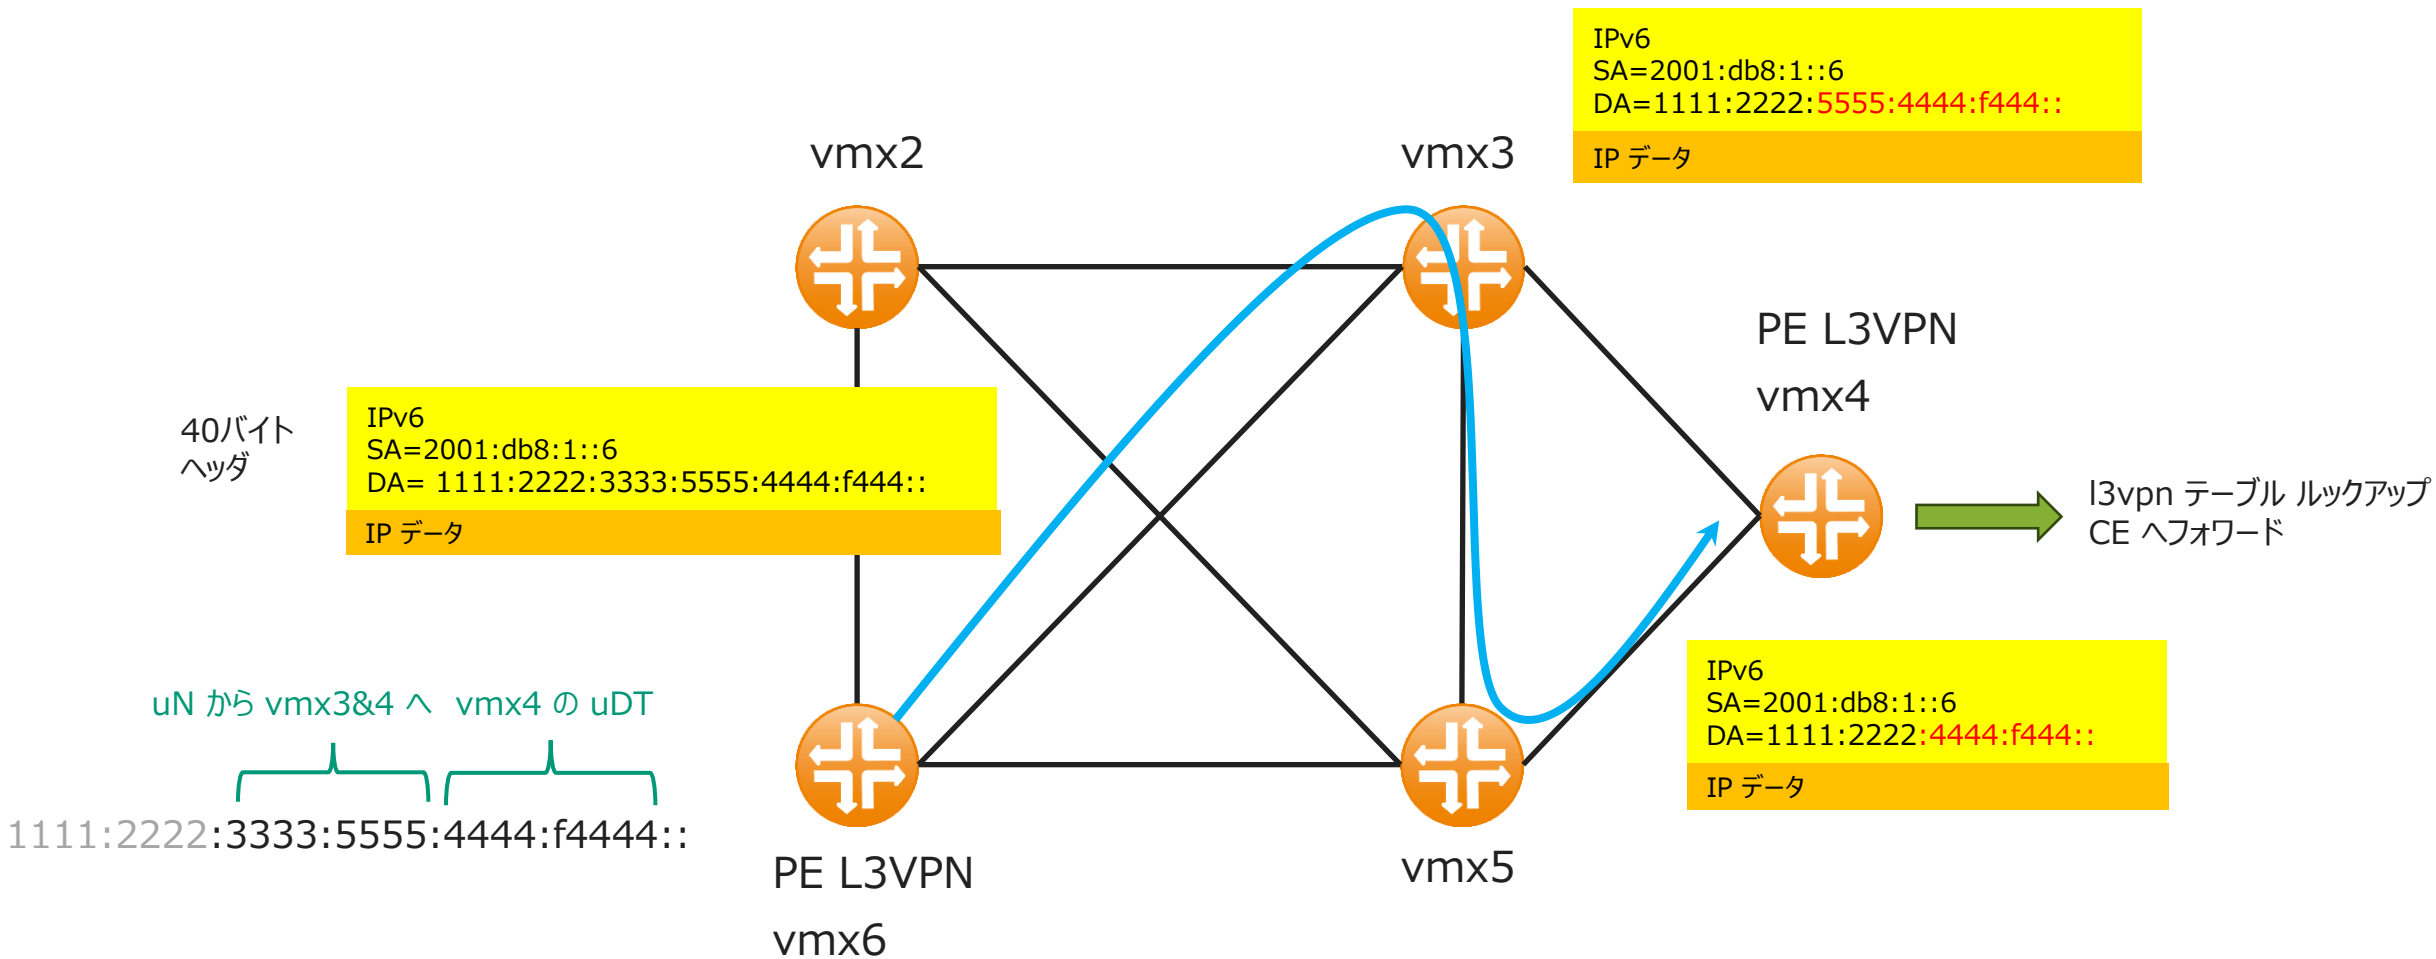 IPv6
SA=2001:db8:1::6
DA=1111:2222:5555:4444:f444::
IP データ
vmx2
vmx3
PE L3VPN
vmx4
40バイト
ヘッダ
IPv6
SA=2001:db8:1::6
DA= 1111:2222:3333:5555:4444:f444::
IP データ
l3vpn テーブル ルックアップ
CE へフォワード
uN から vmx3&4 へ
vmx4 の uDT
1111:2222:3333:5555:4444:f4444::
IPv6
SA=2001:db8:1::6
DA=1111:2222:4444:f444::
IP データ
PE L3VPN
vmx6
vmx5